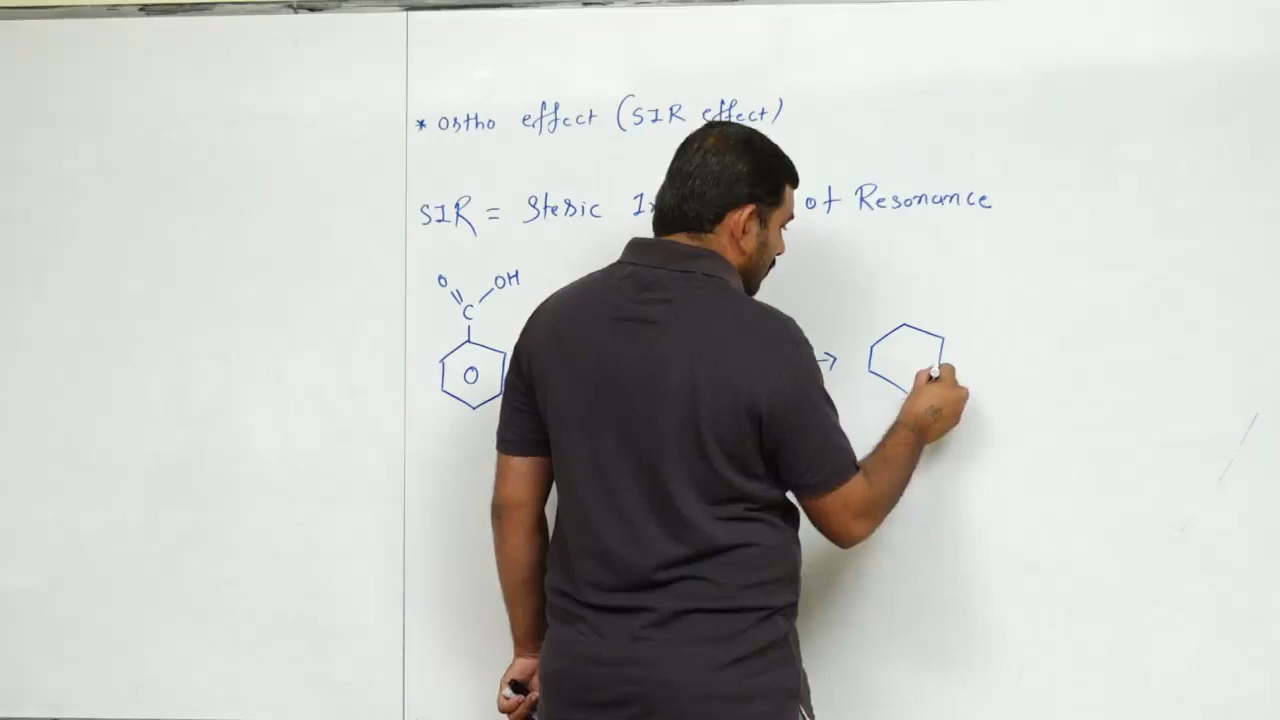 * ortho effect (SIR effect)
SIR = Steric of Resonance
O OH
C